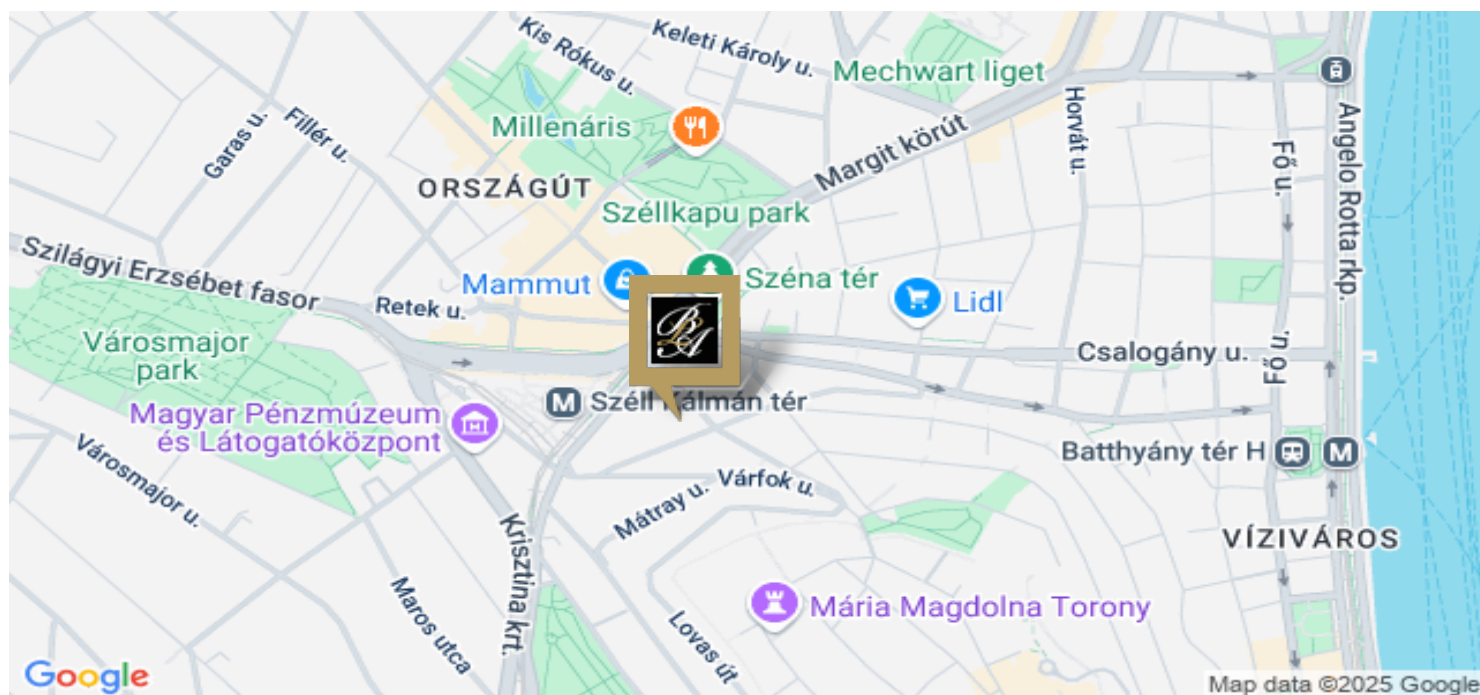 Kis Rókus u.
Keleti Károly u.
Mechwart liget
Garas u.
Fillér u.
Millenáris
Margit körút
Horvát u.
Fő u.
Angelo Rotta rkp.
ORSZÁGÚT
Széllkapu park
Szilágyi Erzsébet fasor
Mammut
Széna tér
Lidl
Retek u.
Városmajor
park
BLA
Csalogány u.
Fő u.
M
Széll Kálmán tér
Magyar Pénzmúzeum
és Látogatóközpont
Batthyány tér H
M
Városmajor u.
Mátray u.
Várfok u.
Krisztina krt.
VÍZIVÁROS
Maros utca
Lovas út
Mária Magdolna Torony
Google
Map data ©2025 Google